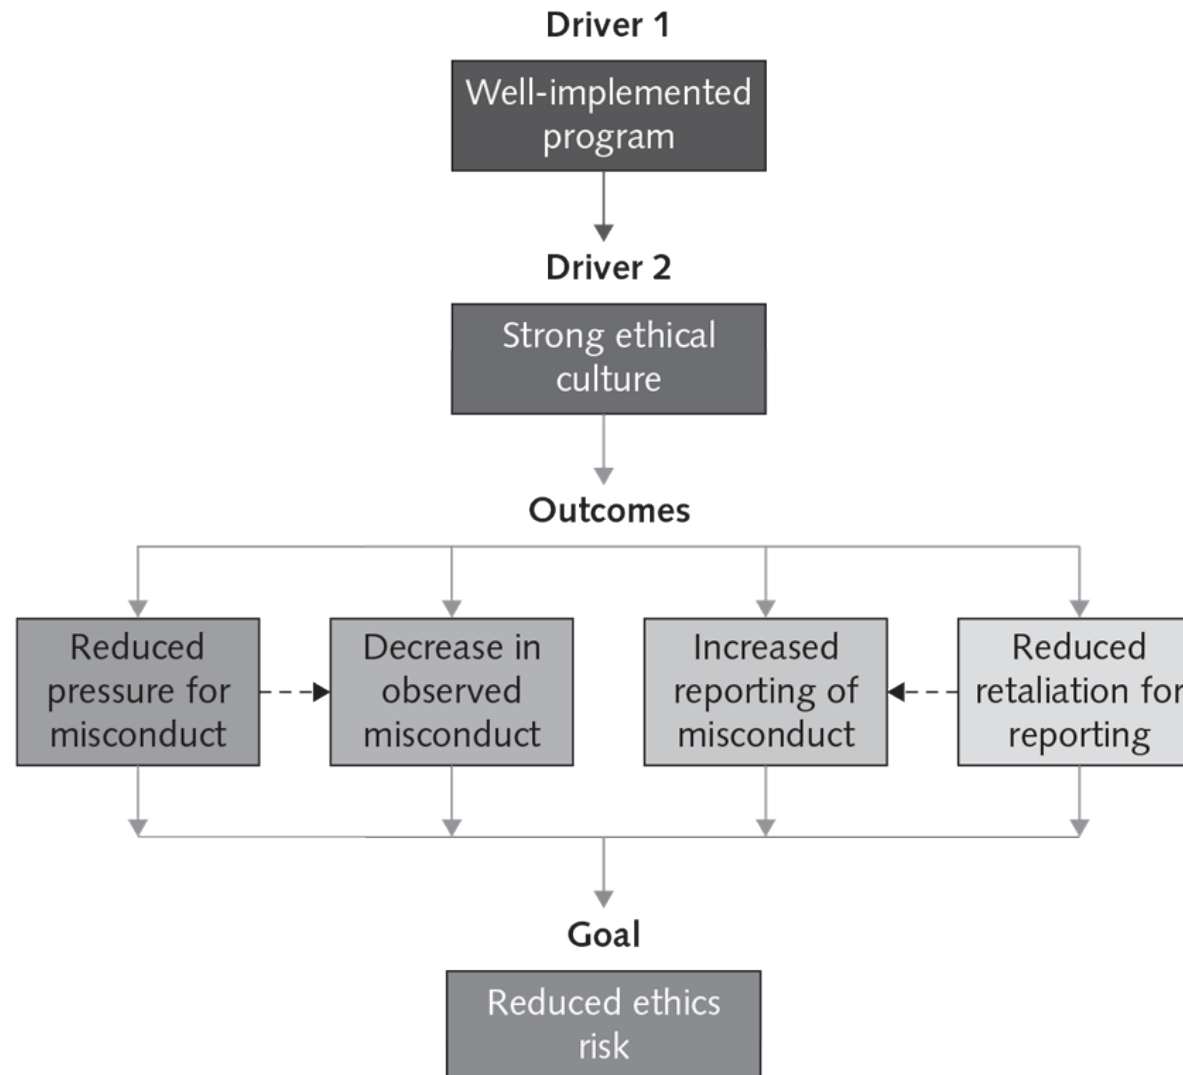 Driver 1
Well-implemented
program
Driver 2
Strong ethical
culture
Outcomes
Reduced
pressure for
misconduct
Decrease in
observed
misconduct
Increased
reporting of
misconduct
Reduced
retaliation for
reporting
Goal
Reduced ethics
risk